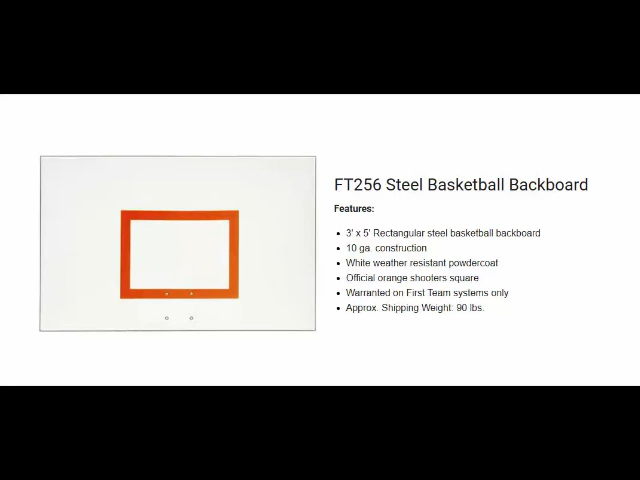 FT256 Steel Basketball Backboard
Features:
3' x 5' Rectangular steel basketball backboard
10 ga. construction
White weather resistant powdercoat
Official orange shooters square
Warranted on First Team systems only
Approx. Shipping Weight: 90 lbs.